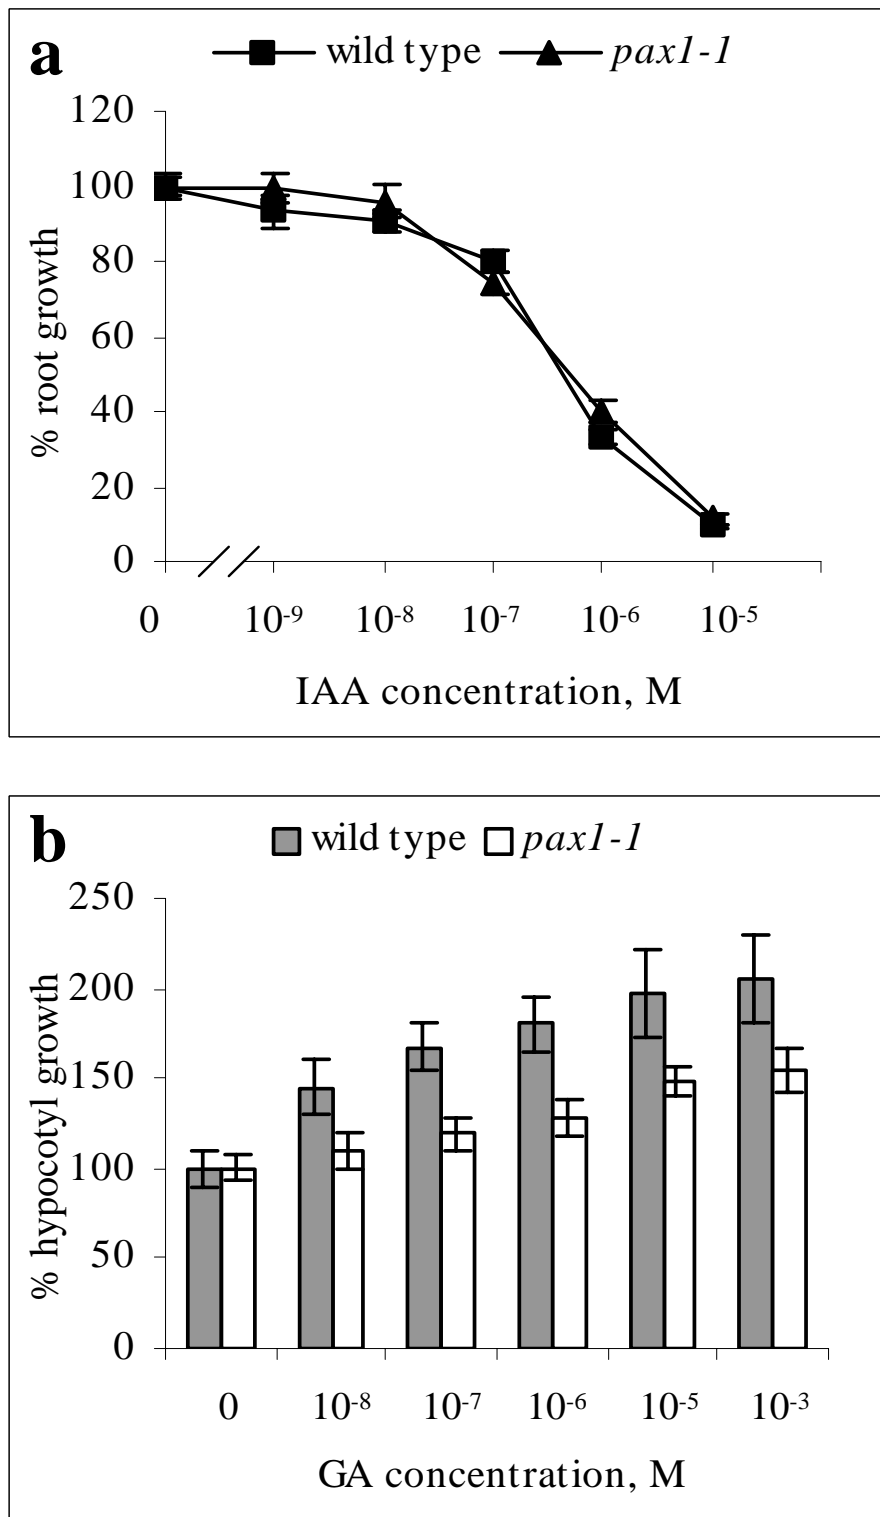 a
wild type pax1-1
120
100
80
60
40
20
0
% root growth
0 10-9 10-8 10-7 10-6 10-5
IAA concentration, M
b
wild type pax1-1
250
200
150
100
50
0
% hypocotyl growth
0 10-8 10-7 10-6 10-5 10-3
GA concentration, M